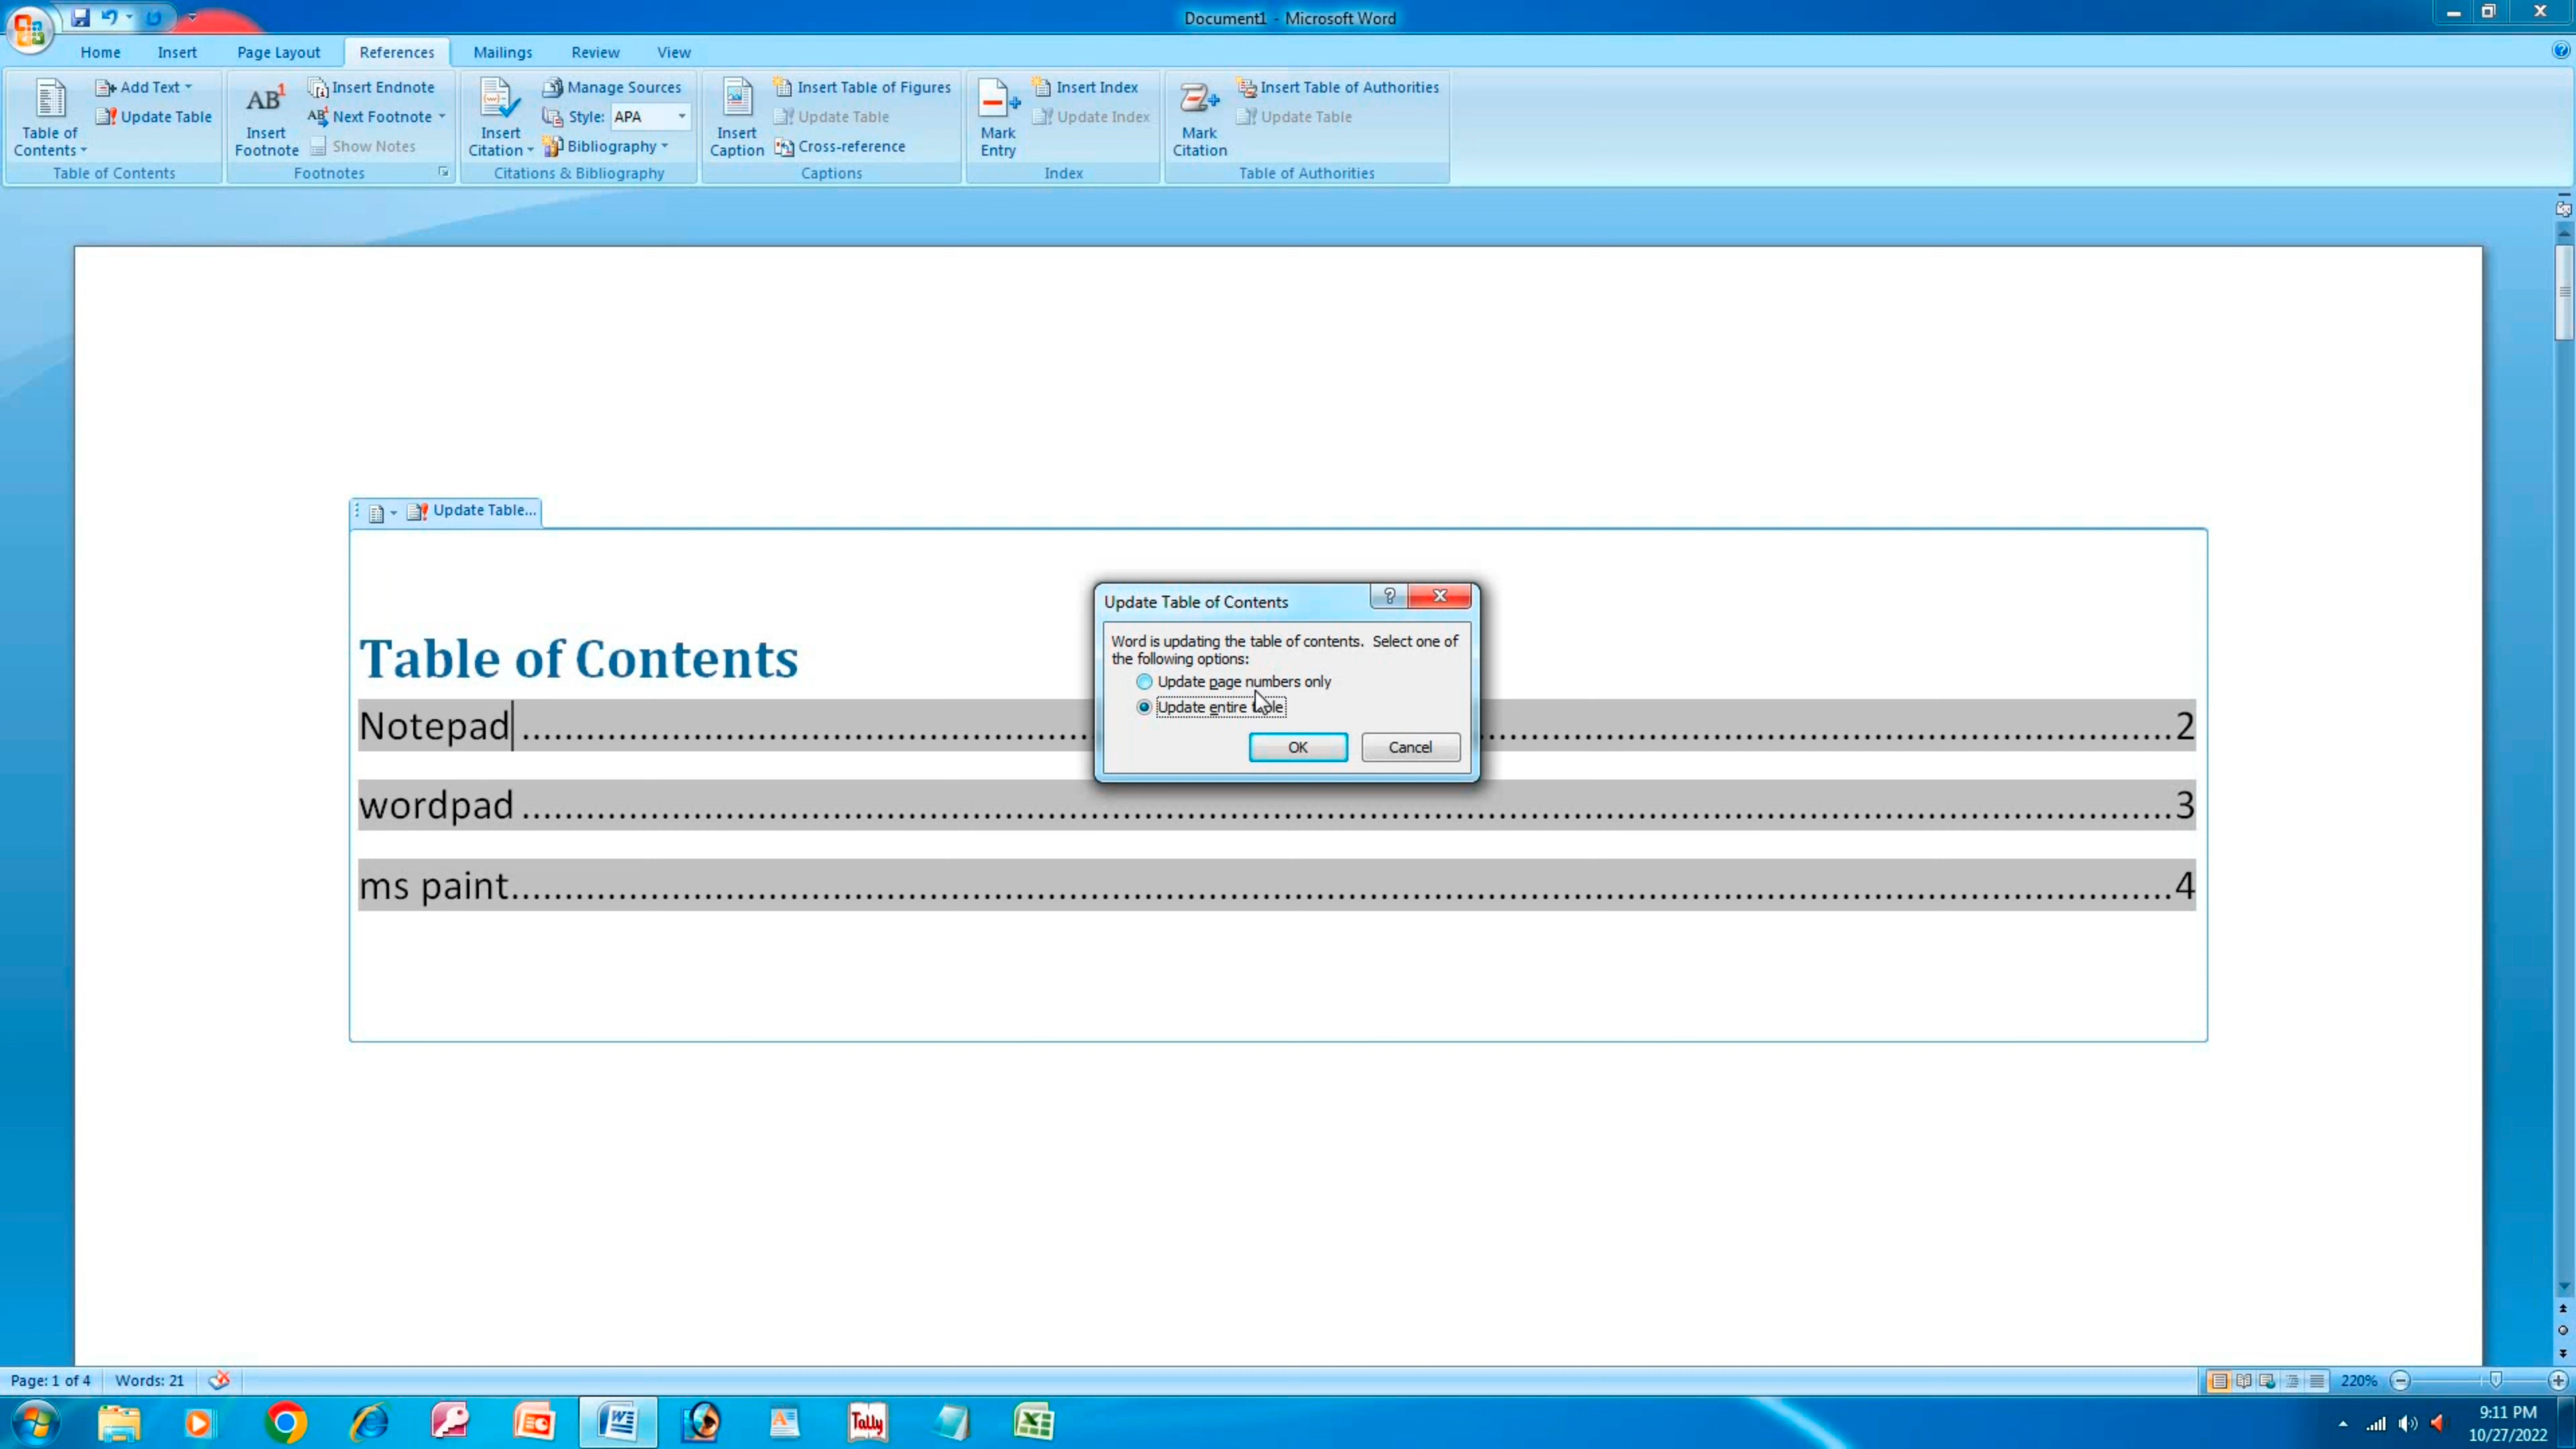 Document1 - Microsoft Word
Home Insert Page Layout References Mailings Review View
Table of Contents
Add Text
Update Table
Table of Contents
AB1
Insert Footnote
Insert Endnote
Next Footnote
Show Notes
Footnotes
Insert Citation
Manage Sources
Style: APA
Bibliography
Citations & Bibliography
Insert Caption
Insert Table of Figures
Update Table
Cross-reference
Captions
Mark Entry
Insert Index
Update Index
Index
Mark Citation
Insert Table of Authorities
Update Table
Table of Authorities
Update Table...
Table of Contents
Notepad 2
wordpad 3
ms paint 4
Update Table of Contents
Word is updating the table of contents. Select one of
the following options:
Update page numbers only
Update entire table
OK Cancel
Page: 1 of 4 Words: 21
220%
Tally
9:11 PM
10/27/2022